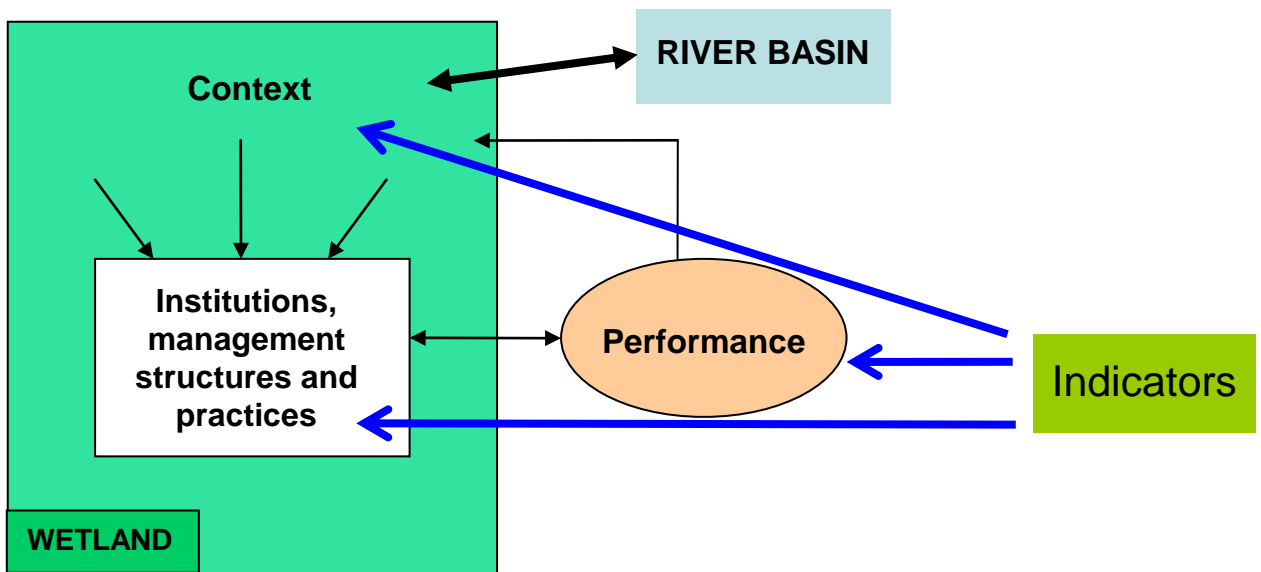 RIVER BASIN
Context
Institutions,
management
structures and
practices
Performance
Indicators
WETLAND